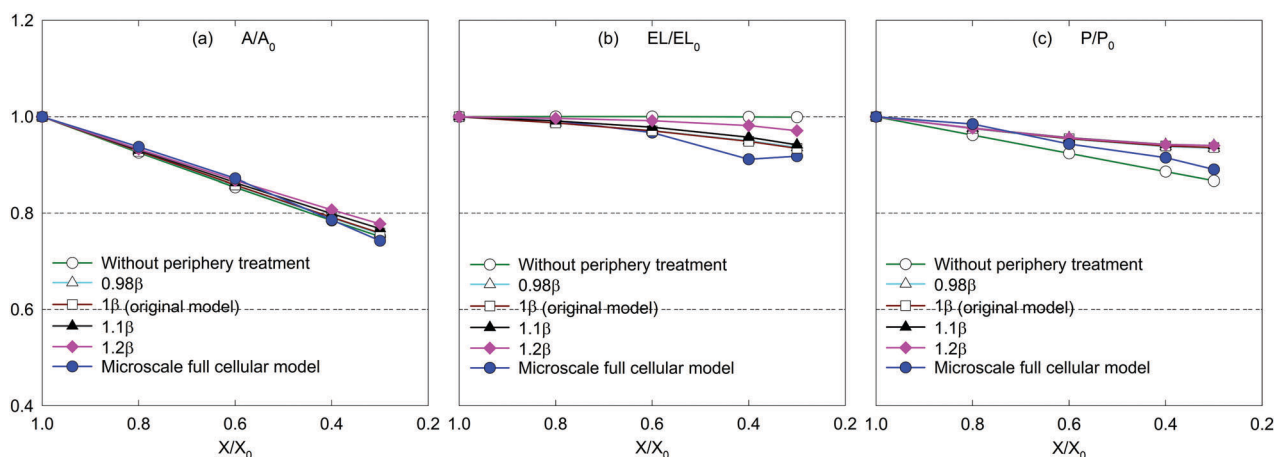 1.2
1.0
0.8
0.6
0.4
(a) A/A₀
Without periphery treatment
0.98β
1β (original model)
1.1β
1.2β
Microscale full cellular model
1.0 0.8 0.6 0.4 0.2
X/X₀
(b) EL/EL₀
Without periphery treatment
0.98β
1β (original model)
1.1β
1.2β
Microscale full cellular model
1.0 0.8 0.6 0.4 0.2
X/X₀
(c) P/P₀
Without periphery treatment
0.98β
1β (original model)
1.1β
1.2β
Microscale full cellular model
1.0 0.8 0.6 0.4 0.2
X/X₀